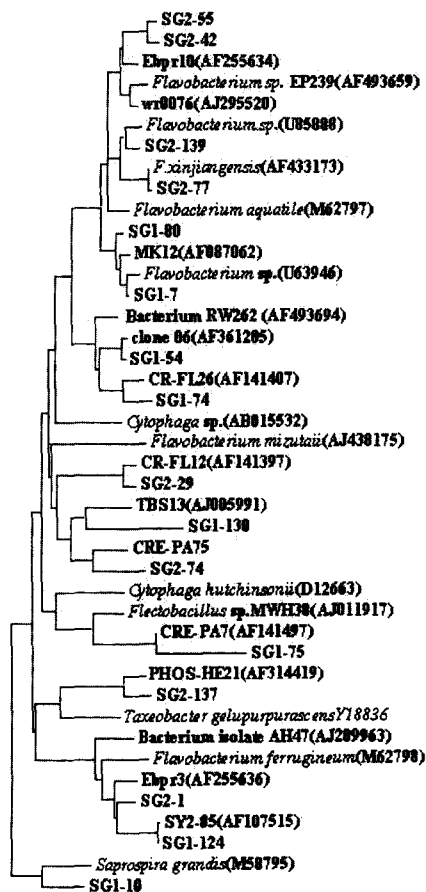 SG2-55
SG2-42
Ebpr10(AF255634)
Flavobacterium sp. EP239(AF493659)
wr0076(AJ295520)
Flavobacterium sp.(U85888)
SG2-139
F.xinjiangensis(AF433173)
SG2-77
Flavobacterium aquatile(M62797)
SG1-80
MK12(AF087062)
Flavobacterium sp.(U63946)
SG1-7
Bacterium RW262 (AF493694)
clone 06(AF361205)
SG1-54
CR-FL26(AF141407)
SG1-74
Cytophaga sp.(AB015532)
Flavobacterium mizutaii(AJ438175)
CR-FL12(AF141397)
SG2-29
TBS13(AJ005991)
SG1-130
CRE-PA75
SG2-74
Cytophaga hutchinsonii(D12663)
Flectobacillus sp.MWH38(AJ011917)
CRE-PA7(AF141497)
SG1-75
PHOS-HE21(AF314419)
SG2-137
Taxeobacter gelupurpurascensY18836
Bacterium isolate AH47(AJ289963)
Flavobacterium ferrugineum(M62798)
Ebpr3(AF255636)
SG2-1
SY2-85(AF107515)
SG1-124
Saprospira grandis(M58795)
SG1-10